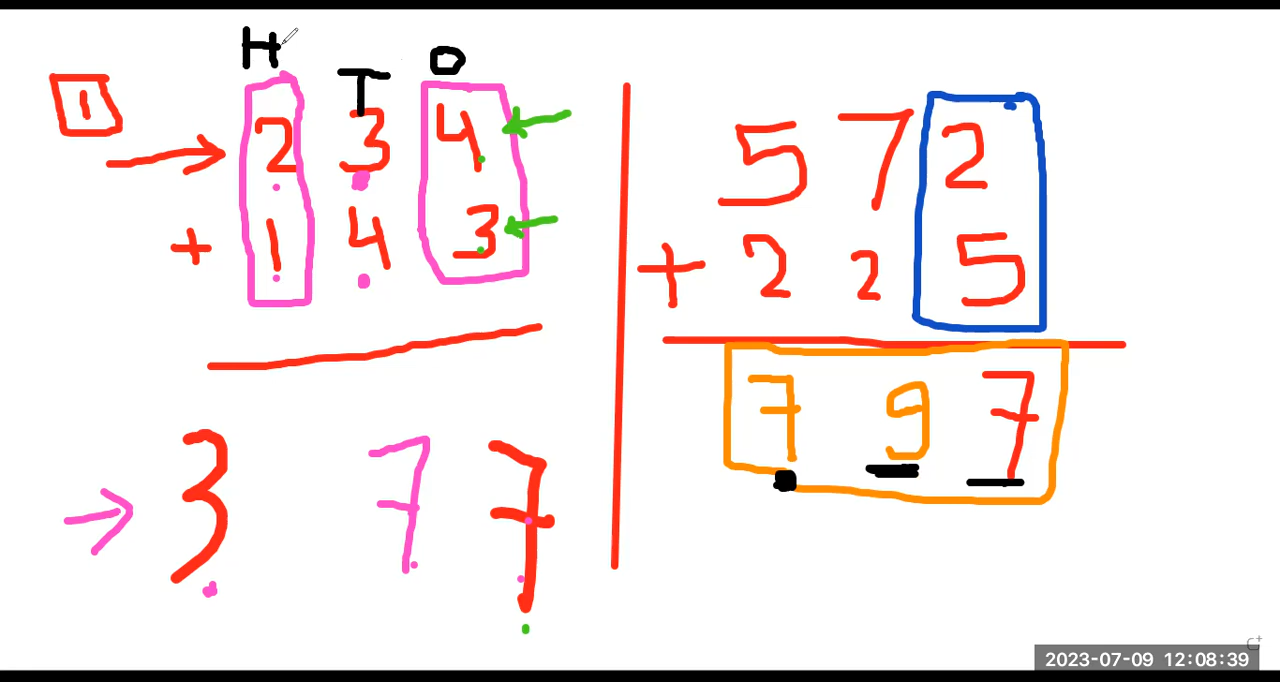 H T O
1
2 3 4
+ 1 4 3
3 7 7
5 7 2
+ 2 2 5
7 9 7
2023-07-09 12:08:39